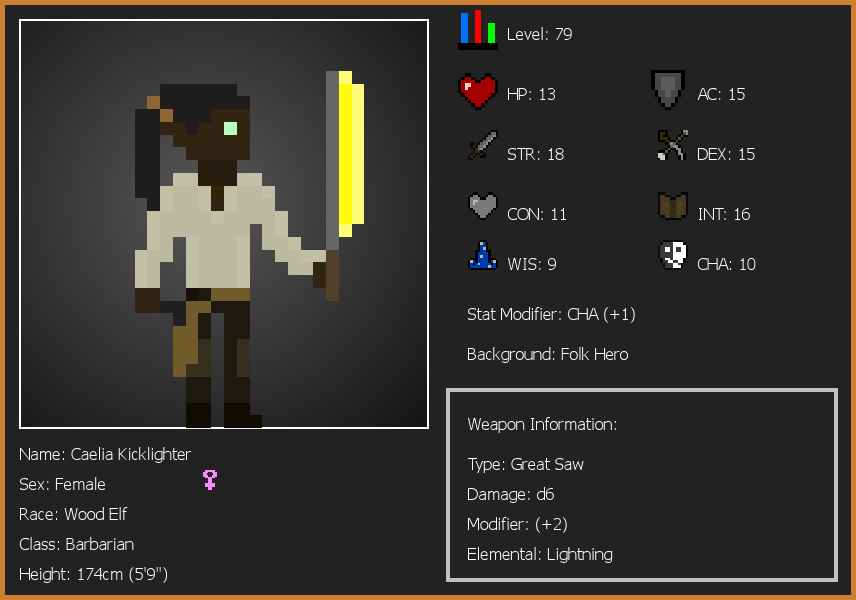 Level: 79
HP: 13
AC: 15
STR: 18
DEX: 15
CON: 11
INT: 16
WIS: 9
CHA: 10
Stat Modifier: CHA (+1)
Background: Folk Hero
Weapon Information:
Type: Great Saw
Damage: d6
Modifier: (+2)
Elemental: Lightning
Name: Caelia Kicklighter
Sex: Female
Race: Wood Elf
Class: Barbarian
Height: 174cm (5'9")